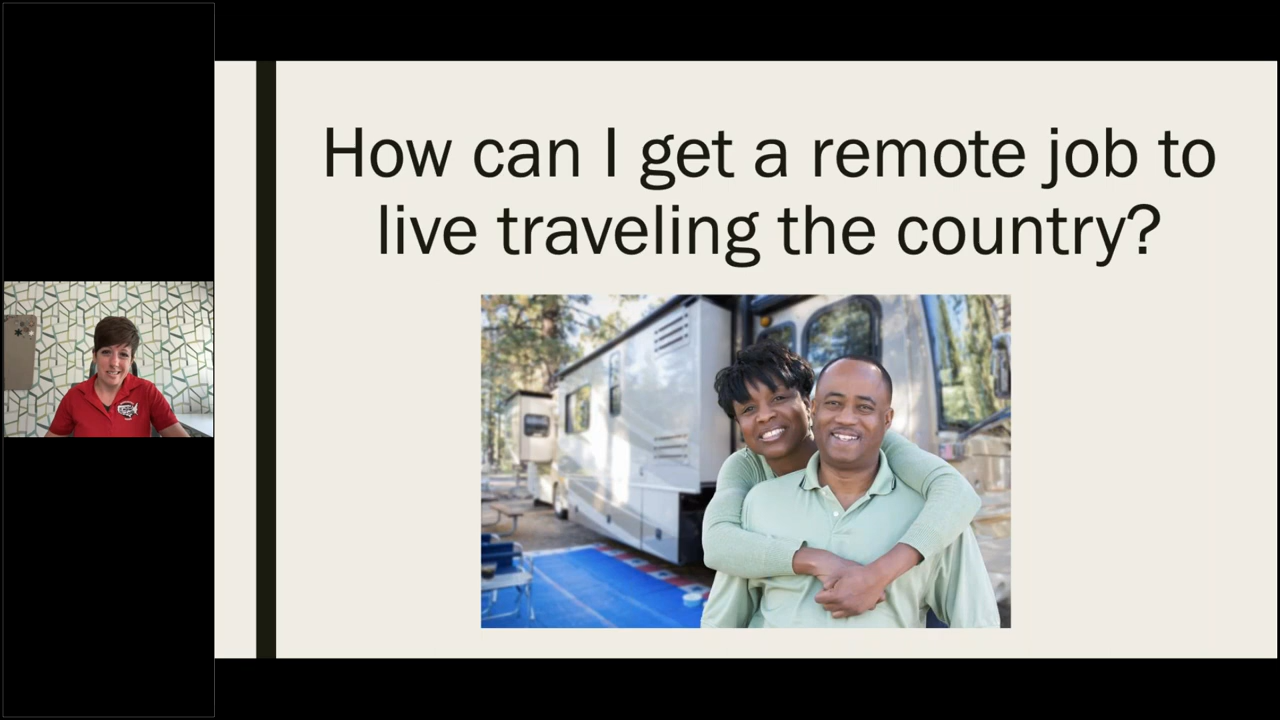 How can I get a remote job to
live traveling the country?